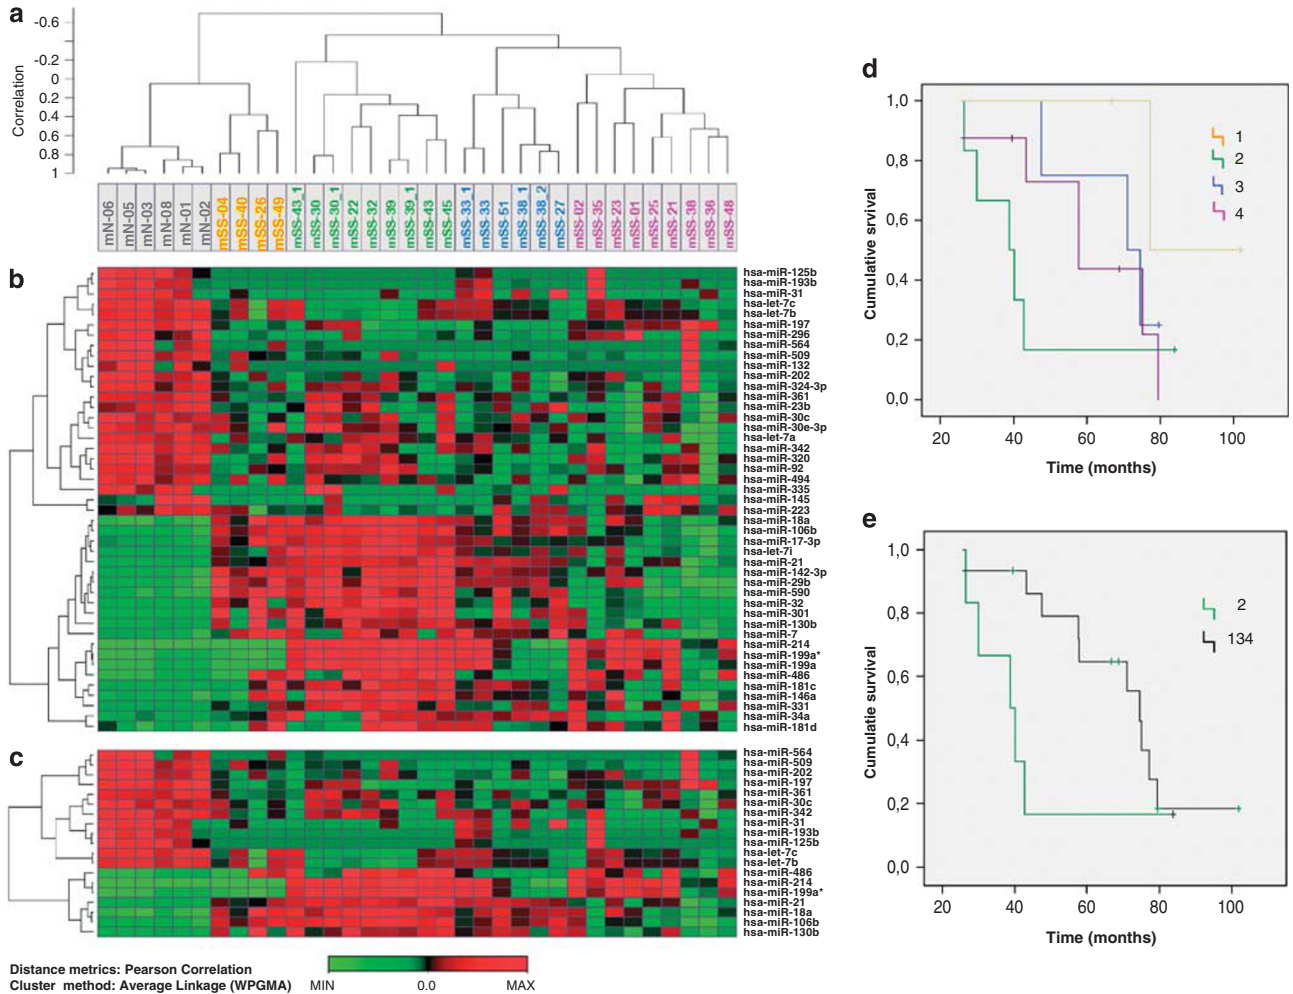 a
-0.6
-0.2
0
0.2
0.4
0.6
0.8
1
Correlation
mN-06
mN-05
mN-03
mN-08
mN-01
mN-02
mSS-04
mSS-40
mSS-26
mSS-49
mSS-43_1
mSS-30
mSS-30_1
mSS-22
mSS-32
mSS-39
mSS-39_1
mSS-43
mSS-45
mSS-33_1
mSS-33
mSS-51
mSS-38_1
mSS-38_2
mSS-27
mSS-02
mSS-35
mSS-23
mSS-01
mSS-25
mSS-21
mSS-38
mSS-36
mSS-48
b
hsa-miR-125b
hsa-miR-193b
hsa-miR-31
hsa-let-7c
hsa-let-7b
hsa-miR-197
hsa-miR-296
hsa-miR-564
hsa-miR-509
hsa-miR-132
hsa-miR-202
hsa-miR-324-3p
hsa-miR-361
hsa-miR-23b
hsa-miR-30c
hsa-miR-30e-3p
hsa-let-7a
hsa-miR-342
hsa-miR-320
hsa-miR-92
hsa-miR-494
hsa-miR-335
hsa-miR-145
hsa-miR-223
hsa-miR-18a
hsa-miR-106b
hsa-miR-17-3p
hsa-let-7i
hsa-miR-21
hsa-miR-142-3p
hsa-miR-29b
hsa-miR-590
hsa-miR-32
hsa-miR-301
hsa-miR-130b
hsa-miR-7
hsa-miR-214
hsa-miR-199a*
hsa-miR-199a
hsa-miR-486
hsa-miR-181c
hsa-miR-146a
hsa-miR-331
hsa-miR-34a
hsa-miR-181d
c
hsa-miR-564
hsa-miR-509
hsa-miR-202
hsa-miR-197
hsa-miR-361
hsa-miR-30c
hsa-miR-342
hsa-miR-31
hsa-miR-193b
hsa-miR-125b
hsa-let-7c
hsa-let-7b
hsa-miR-486
hsa-miR-214
hsa-miR-199a*
hsa-miR-21
hsa-miR-18a
hsa-miR-106b
hsa-miR-130b
Distance metrics: Pearson Correlation
Cluster method: Average Linkage (WPGMA)
MIN 0.0 MAX
d
1,0
0,8
0,6
0,4
0,2
0,0
Cumulative srvival
1
2
3
4
20 40 60 80 100
Time (months)
e
1,0
0,8
0,6
0,4
0,2
0,0
Cumulatie survival
2
134
20 40 60 80 100
Time (months)